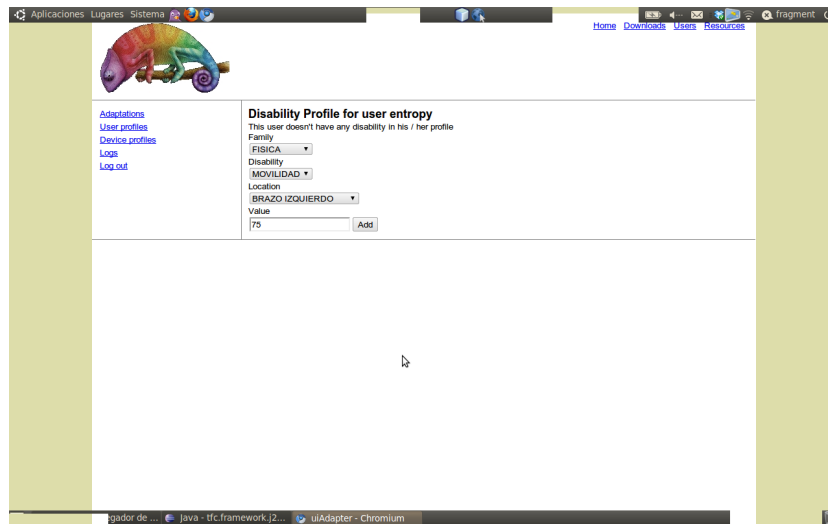 Aplicaciones Lugares Sistema
fragment
Home Downloads Users Resources
Adaptations
User profiles
Device profiles
Logs
Log out
Disability Profile for user entropy
This user doesn't have any disability in his / her profile
Family
FISICA
Disability
MOVILIDAD
Location
BRAZO IZQUIERDO
Value
75 Add
egador de ... Java - tfc.framework.j2... uiAdapter - Chromium